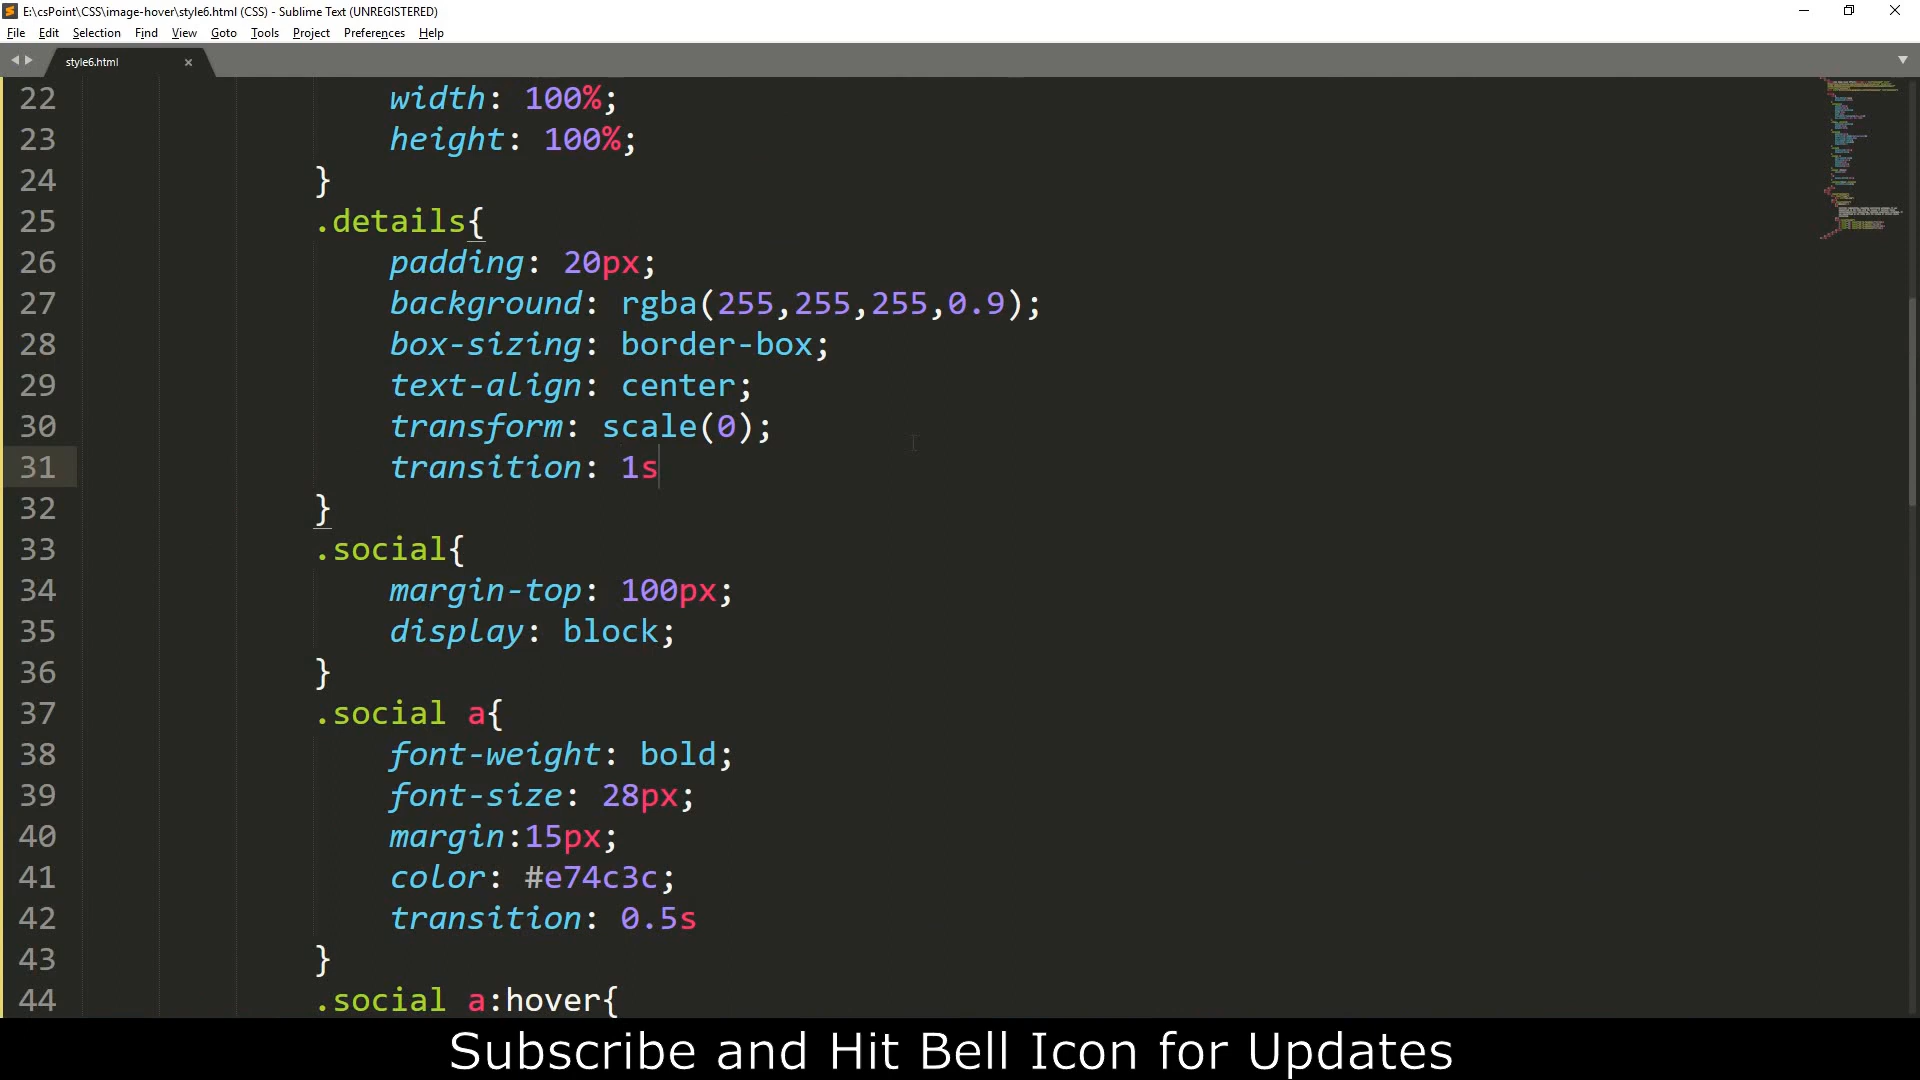 E:\csPoint\CSS\image-hover\style6.html (CSS) - Sublime Text (UNREGISTERED)
File Edit Selection Find View Goto Tools Project Preferences Help
style6.html
22 width: 100%;
23 height: 100%;
24 }
25 .details{
26 padding: 20px;
27 background: rgba(255,255,255,0.9);
28 box-sizing: border-box;
29 text-align: center;
30 transform: scale(0);
31 transition: 1s
32 }
33 .social{
34 margin-top: 100px;
35 display: block;
36 }
37 .social a{
38 font-weight: bold;
39 font-size: 28px;
40 margin:15px;
41 color: #e74c3c;
42 transition: 0.5s
43 }
44 .social a:hover{
Subscribe and Hit Bell Icon for Updates